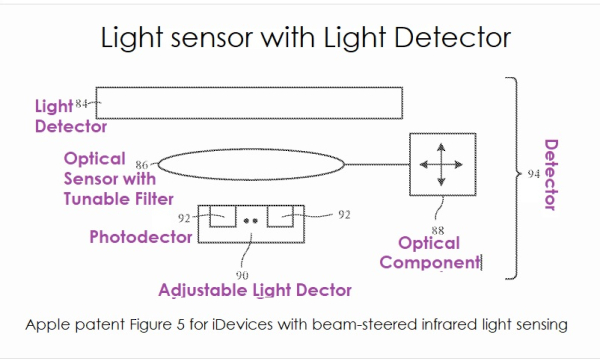 Light sensor with Light Detector
Light 84
Detector
Optical
Sensor with 86
Tunable Filter
92 92
Photodector
90
Adjustable Light Dector
88
Optical
Component
94 Detector
Apple patent Figure 5 for iDevices with beam-steered infrared light sensing